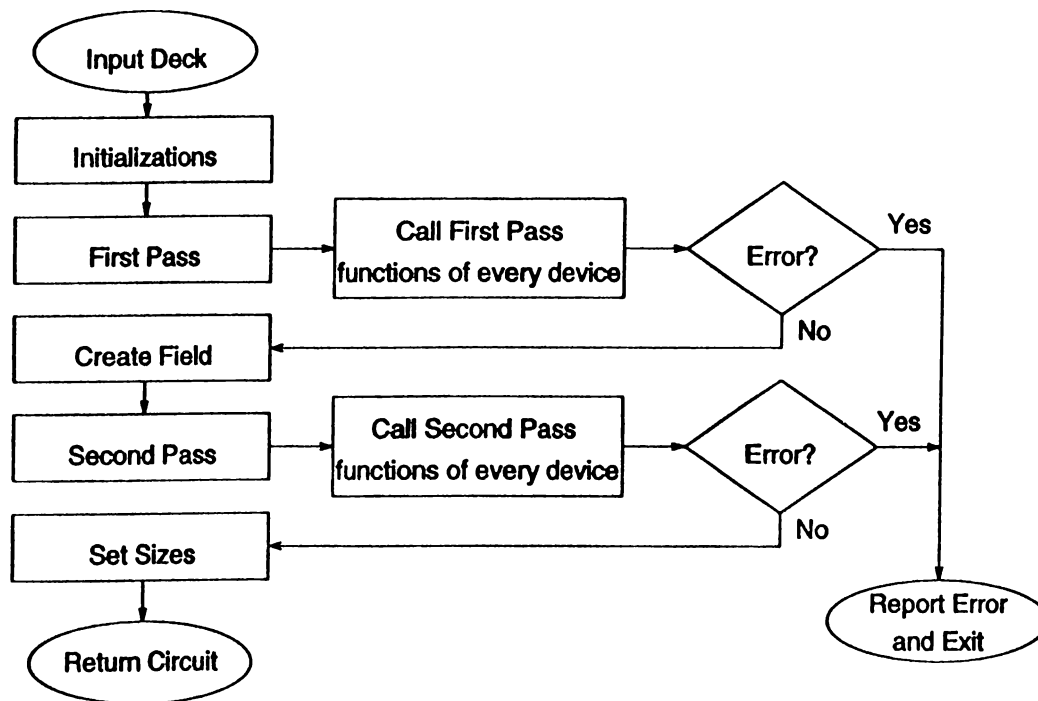 Input Deck
Initializations
First Pass
Call First Pass
functions of every device
Error?
Yes
No
Create Field
Second Pass
Call Second Pass
functions of every device
Error?
Yes
No
Set Sizes
Return Circuit
Report Error
and Exit